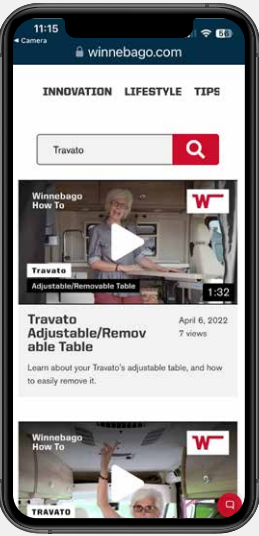 11:15
56
◀ Camera
winnebago.com
INNOVATION LIFESTYLE TIPS
Travato
Winnebago
How To
W
Travato
Adjustable/Removable Table
1:32
Travato
Adjustable/Remov
able Table
April 6, 2022
7 views
Learn about your Travato's adjustable table, and how
to easily remove it.
Winnebago
How To
W
TRAVATO